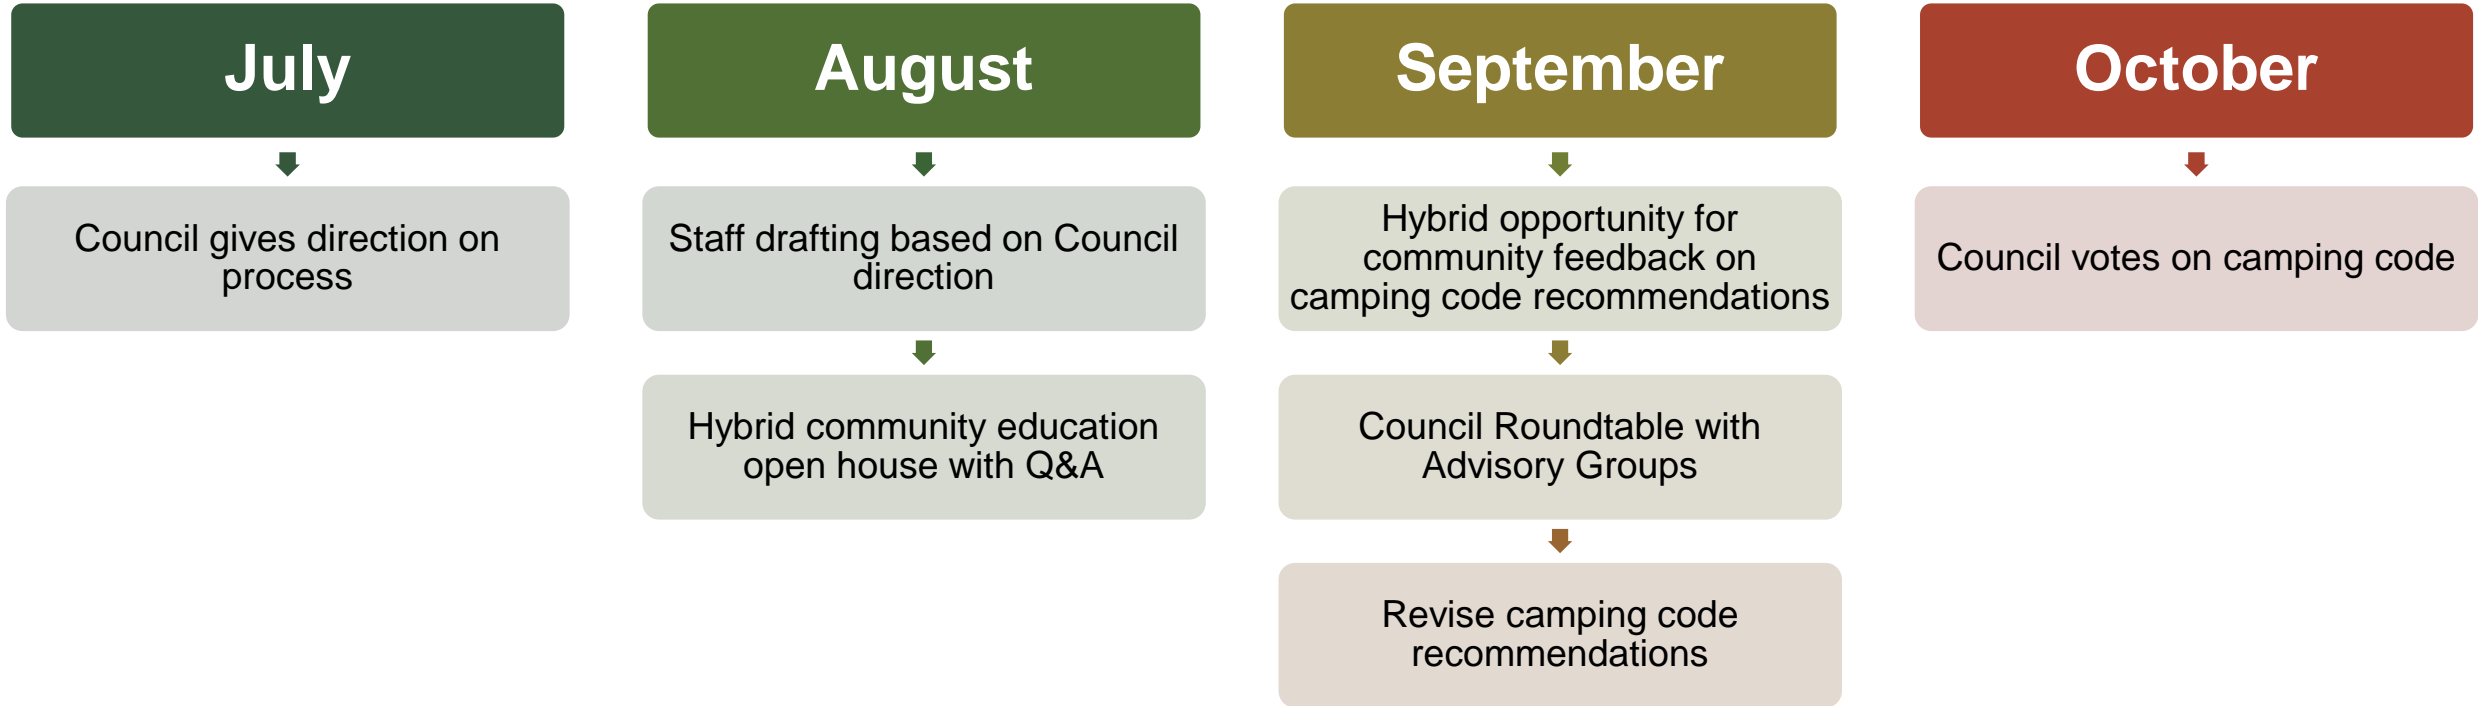 July
Council gives direction on
process
August
Staff drafting based on Council
direction
Hybrid community education
open house with Q&A
September
Hybrid opportunity for
community feedback on
camping code recommendations
Council Roundtable with
Advisory Groups
Revise camping code
recommendations
October
Council votes on camping code